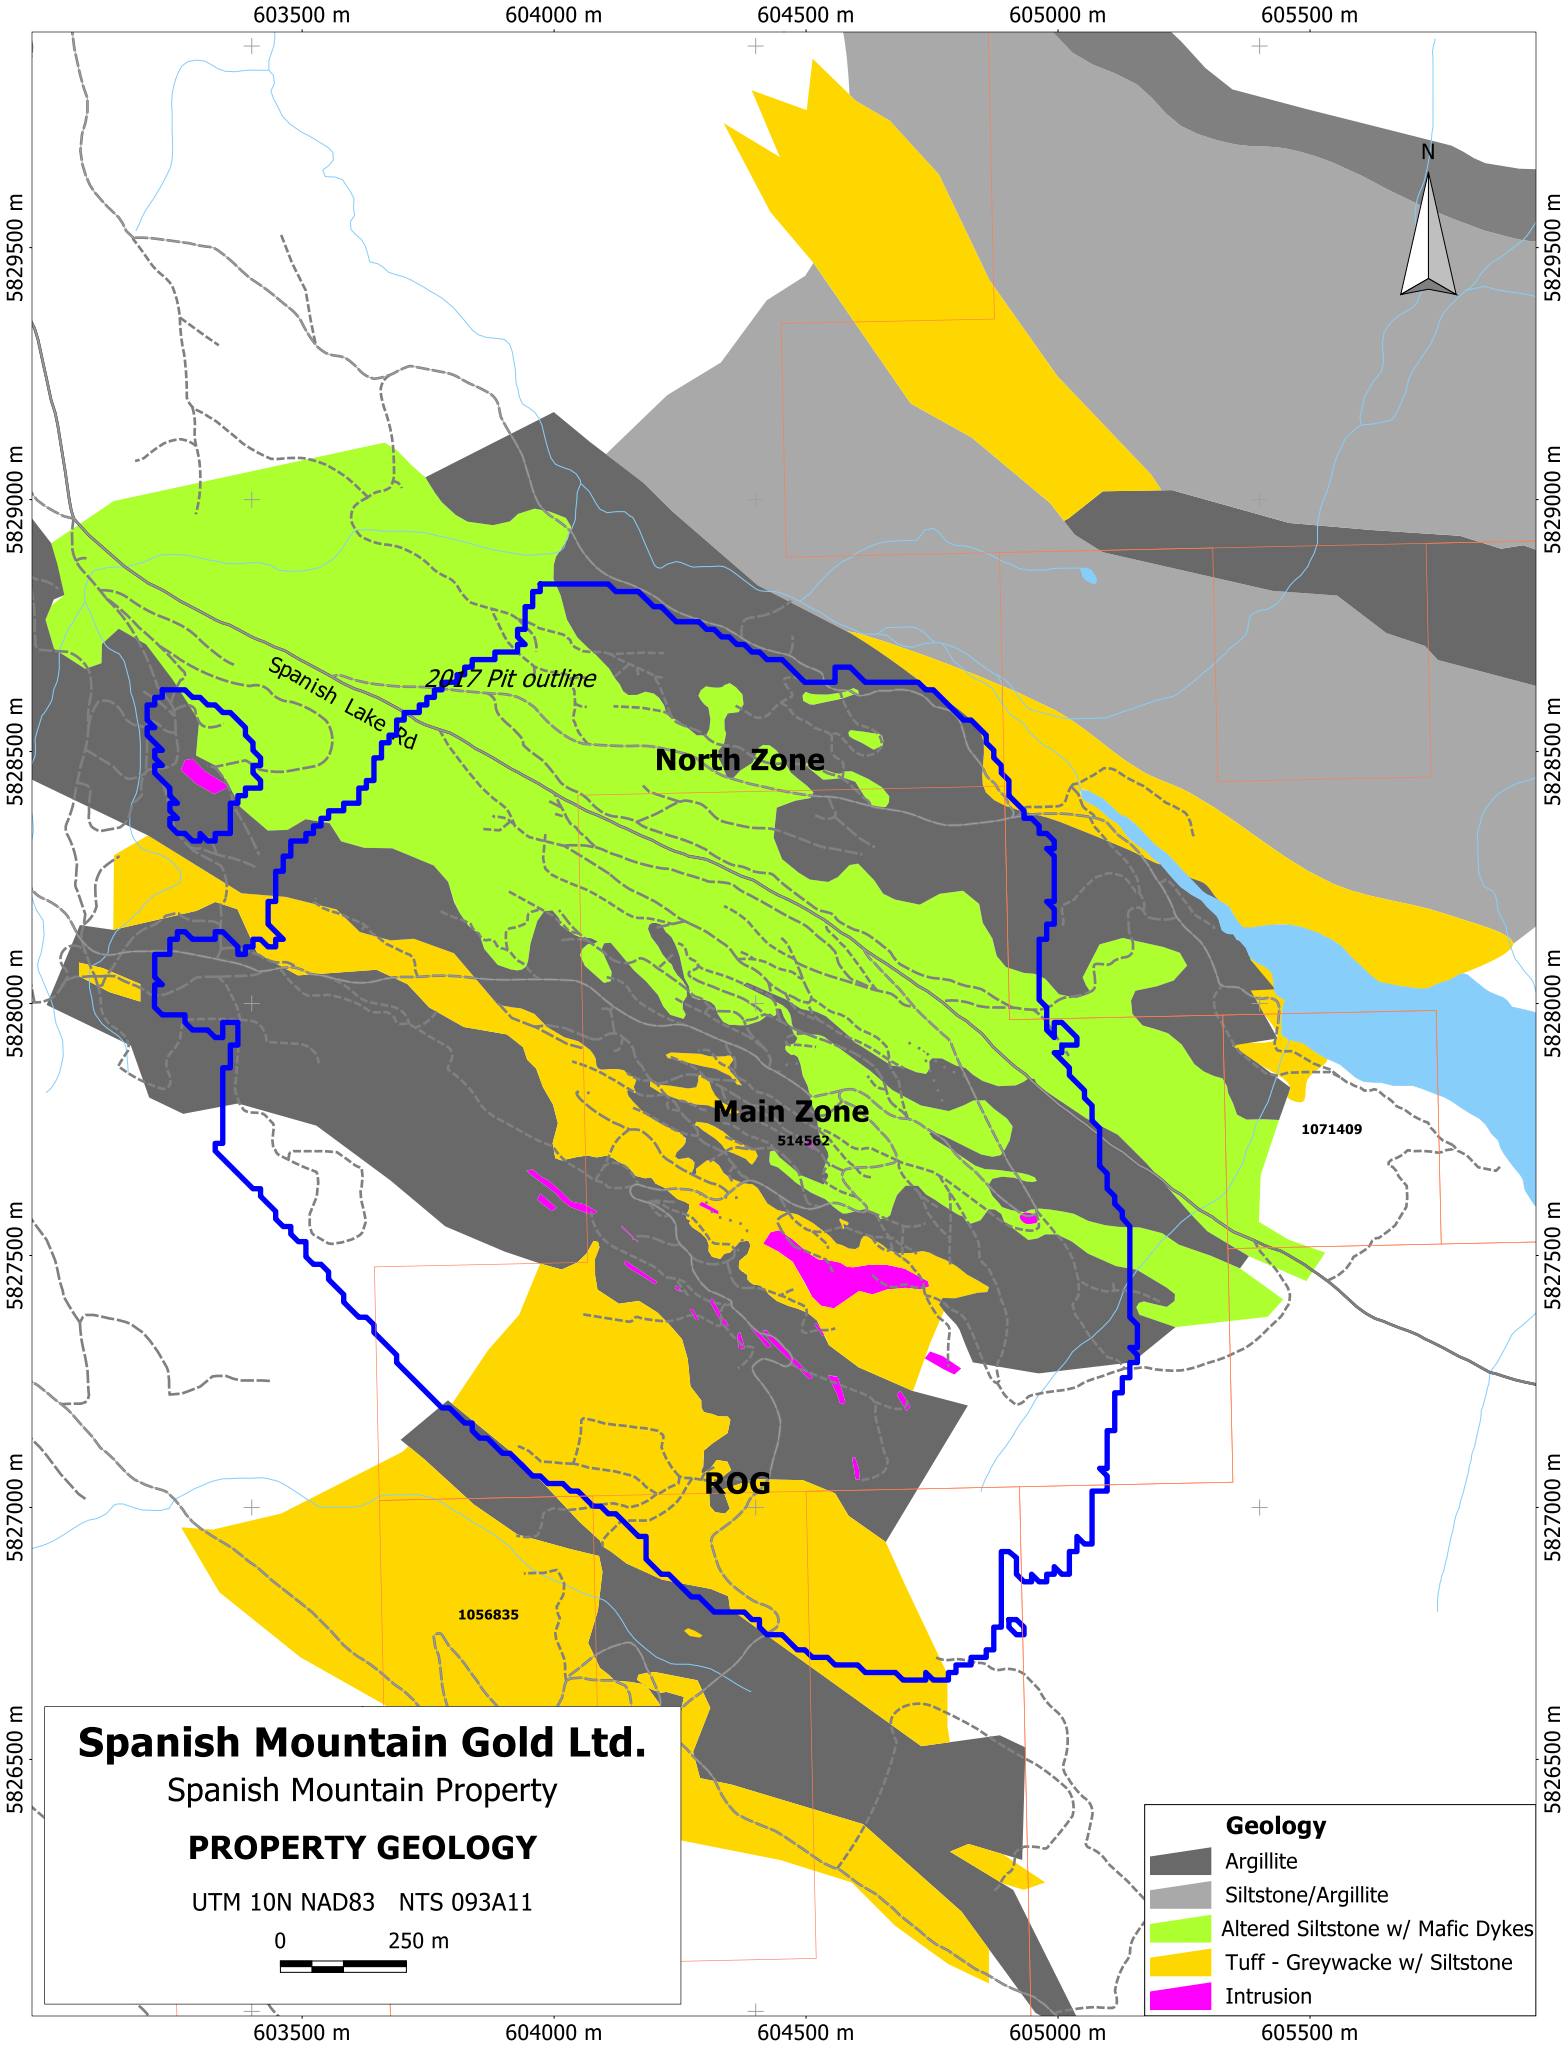 603500 m
604000 m
604500 m
605000 m
605500 m
5829500 m
5829500 m
N
5829000 m
5829000 m
2017 Pit outline
Spanish Lake Rd
5828500 m
5828500 m
North Zone
5828000 m
5828000 m
Main Zone
514562
1071409
5827500 m
5827500 m
ROG
5827000 m
5827000 m
1056835
5826500 m
5826500 m
Spanish Mountain Gold Ltd.
Spanish Mountain Property
PROPERTY GEOLOGY
UTM 10N NAD83 NTS 093A11
0 250 m
Geology
Argillite
Siltstone/Argillite
Altered Siltstone w/ Mafic Dykes
Tuff - Greywacke w/ Siltstone
Intrusion
603500 m
604000 m
604500 m
605000 m
605500 m